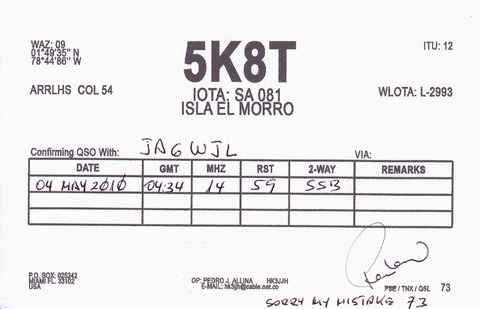 WAZ: 09
01°49'35" N
78°44'86" W
ARRLHS COL 54
5K8T
IOTA: SA 081
ISLA EL MORRO
ITU: 12
WLOTA: L-2993
Confirming QSO With: JA6WJL VIA:
DATE GMT MHZ RST 2-WAY REMARKS
04 MAY 2010 04:34 14 59 SSB
P.O. BOX: 025242
MIAMI FL. 33102
USA
OP: PEDRO J. ALLINA HK3JJH
E-MAIL: hk3jjh@cable.net.co
PSE / TNX / QSL 73
SORRY MY MISTAKE 73